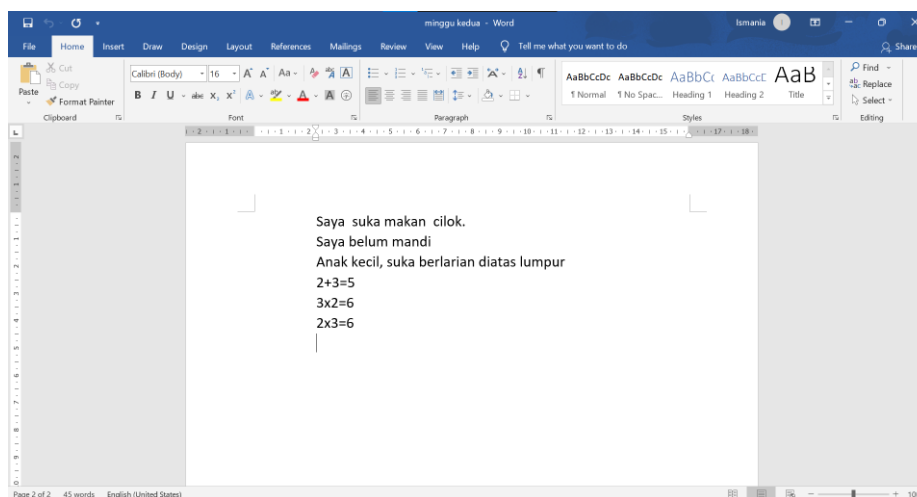 minggu kedua - Word
Ismania
File Home Insert Draw Design Layout References Mailings Review View Help Tell me what you want to do Share
Paste
Cut
Copy
Format Painter
Clipboard
Calibri (Body) 16
Font
Paragraph
AaBbCcDc AaBbCcDc AaBbCc AaBbCcC AaB
¶ Normal ¶ No Spac... Heading 1 Heading 2 Title
Styles
Find
Replace
Select
Editing
Saya suka makan cilok.
Saya belum mandi
Anak kecil, suka berlarian diatas lumpur
2+3=5
3x2=6
2x3=6
Page 2 of 2 45 words English (United States)